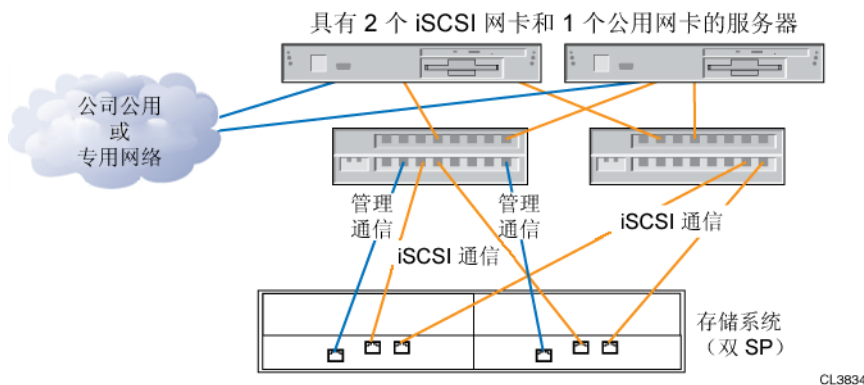 具有 2 个 iSCSI 网卡和 1 个公用网卡的服务器
公司公用
或
专用网络
管理
通信
iSCSI 通信
管理
通信
iSCSI 通信
存储系统
（双 SP）
CL3834